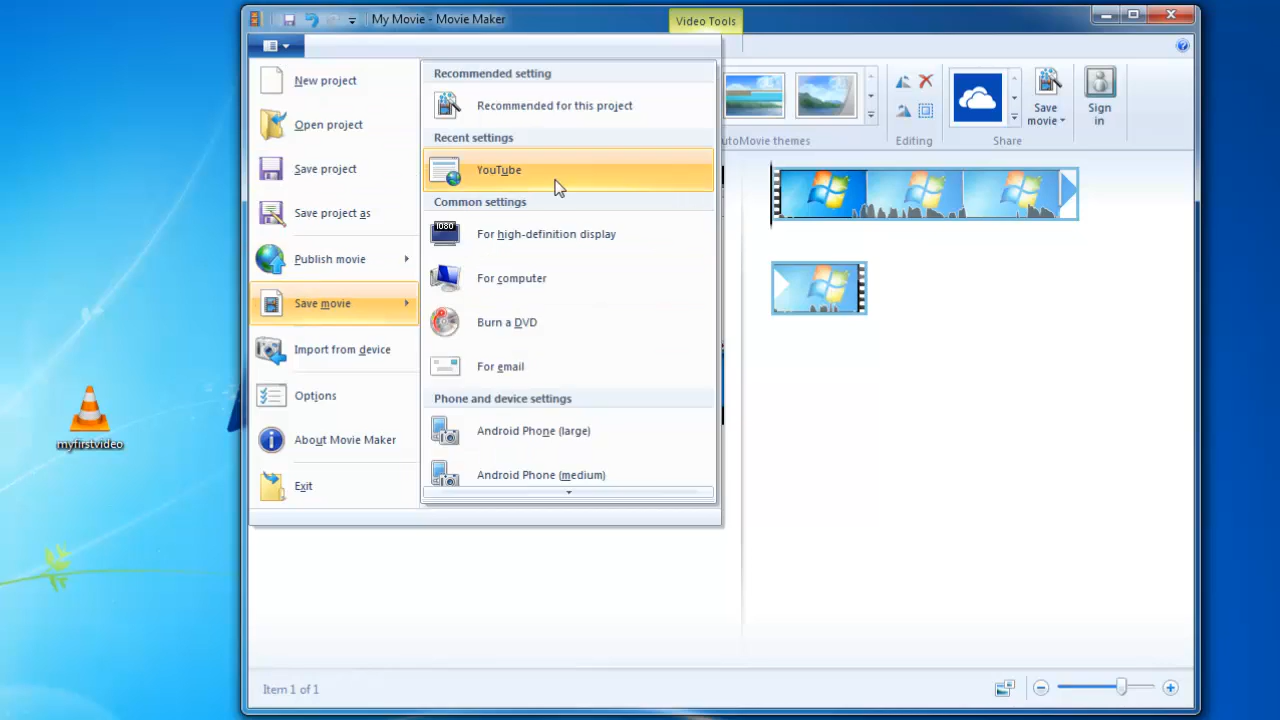 My Movie - Movie Maker
Video Tools
New project
Open project
Save project
Save project as
Publish movie
Save movie
Import from device
Options
About Movie Maker
Exit
Recommended setting
Recommended for this project
Recent settings
YouTube
Common settings
1080
For high-definition display
For computer
Burn a DVD
For email
Phone and device settings
Android Phone (large)
Android Phone (medium)
utoMovie themes
Editing
Save
movie
Sign
in
Share
myfirstvideo
Item 1 of 1